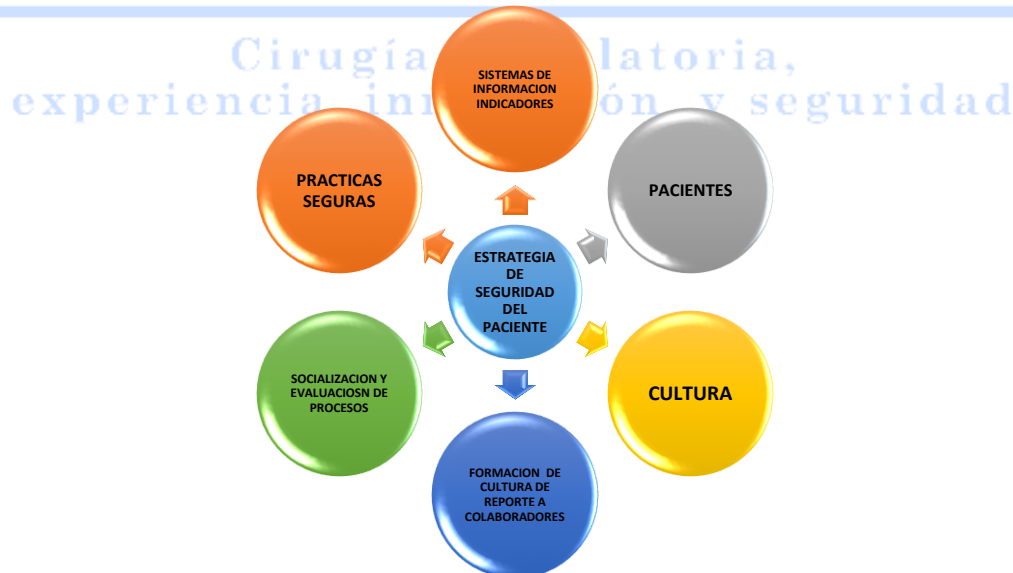 Cirugía latoria,
experiencia in ón y seguridad
SISTEMAS DE
INFORMACION
INDICADORES
PACIENTES
CULTURA
FORMACION DE
CULTURA DE
REPORTE A
COLABORADORES
SOCIALIZACION Y
EVALUACIOSN DE
PROCESOS
PRACTICAS
SEGURAS
ESTRATEGIA
DE
SEGURIDAD
DEL
PACIENTE